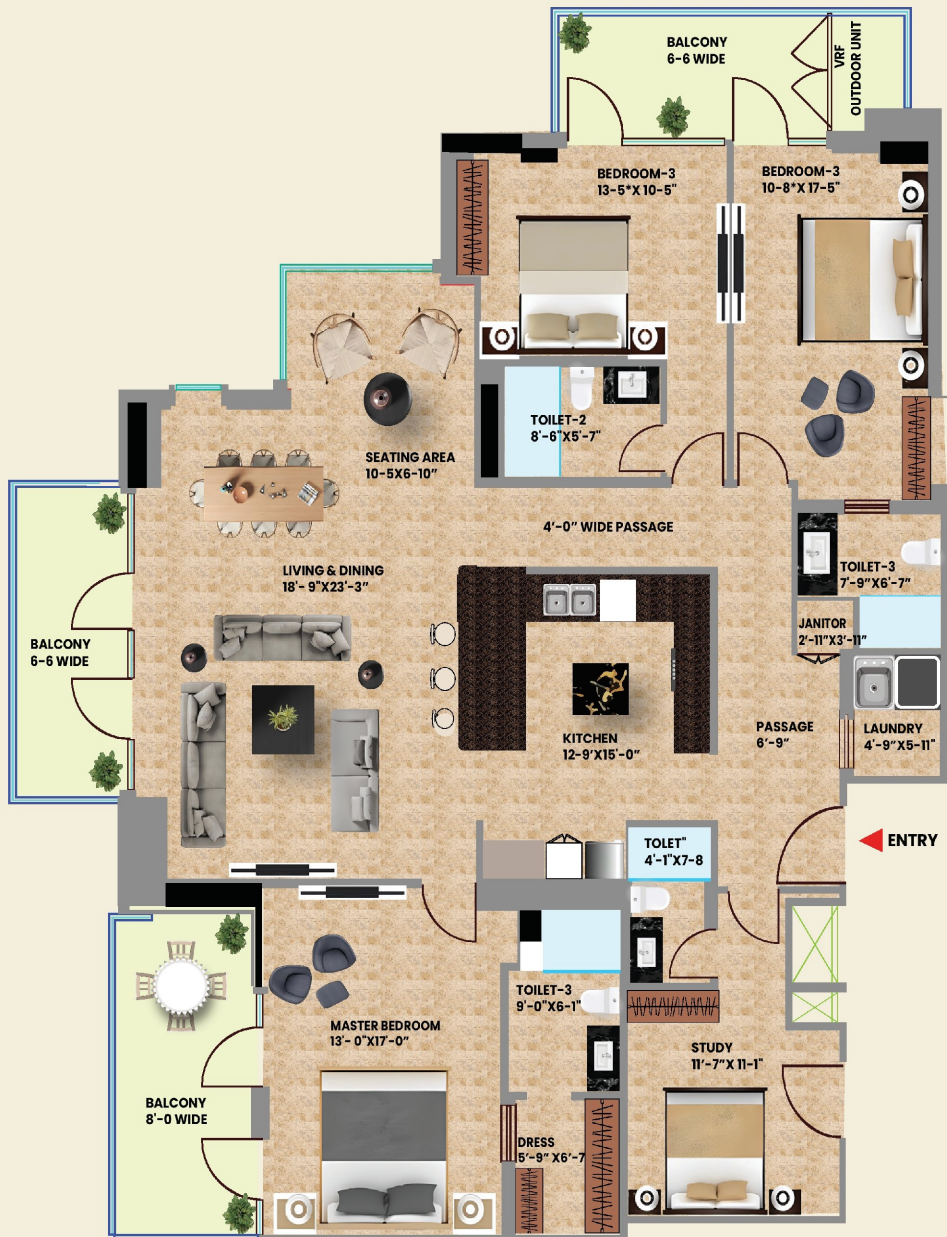 BALCONY
6-6 WIDE
VRF
OUTDOOR UNIT
BEDROOM-3
13-5*X 10-5"
BEDROOM-3
10-8*X 17-5"
TOILET-2
8'-6"X5'-7"
SEATING AREA
10-5X6-10"
4'-0" WIDE PASSAGE
LIVING & DINING
18'- 9"X23'-3"
TOILET-3
7'-9"X6'-7"
JANITOR
2'-11"X3'-11"
BALCONY
6-6 WIDE
KITCHEN
12-9'X15'-0"
PASSAGE
6'-9"
LAUNDRY
4'-9"X5-11"
ENTRY
TOLET"
4'-1"X7-8
TOILET-3
9'-0"X6-1"
MASTER BEDROOM
13'- 0"X17'-0"
STUDY
11'-7"X 11-1"
BALCONY
8'-0 WIDE
DRESS
5'-9" X6'-7